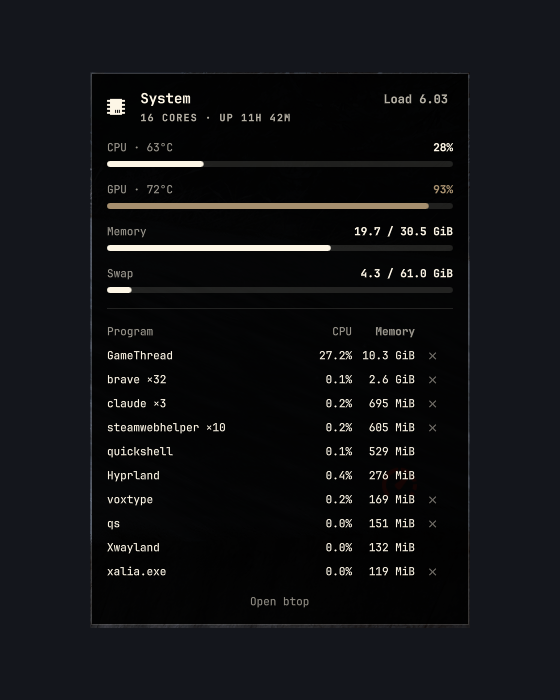 System
Load 6.03
16 CORES · UP 11H 42M
CPU · 63°C 28%
GPU · 72°C 93%
Memory 19.7 / 30.5 GiB
Swap 4.3 / 61.0 GiB
Program CPU Memory
GameThread 27.2% 10.3 GiB ×
brave ×32 0.1% 2.6 GiB ×
claude ×3 0.2% 695 MiB ×
steamwebhelper ×10 0.2% 605 MiB ×
quickshell 0.1% 529 MiB
Hyprland 0.4% 276 MiB
voxtype 0.2% 169 MiB ×
qs 0.0% 151 MiB ×
Xwayland 0.0% 132 MiB
xalia.exe 0.0% 119 MiB ×
Open btop